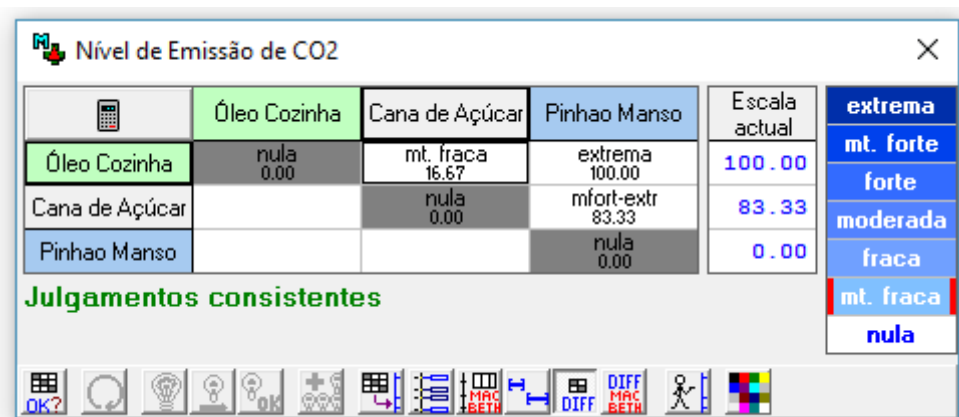 Nível de Emissão de CO2
Óleo Cozinha Cana de Açúcar Pinhao Manso Escala actual
Óleo Cozinha nula 0.00 mt. fraca 16.67 extrema 100.00 100.00
Cana de Açúcar nula 0.00 mfort-extr 83.33 83.33
Pinhao Manso nula 0.00 0.00
Julgamentos consistentes
extrema
mt. forte
forte
moderada
fraca
mt. fraca
nula
OK? OK MAC BETH DIFF DIFF MAC BETH